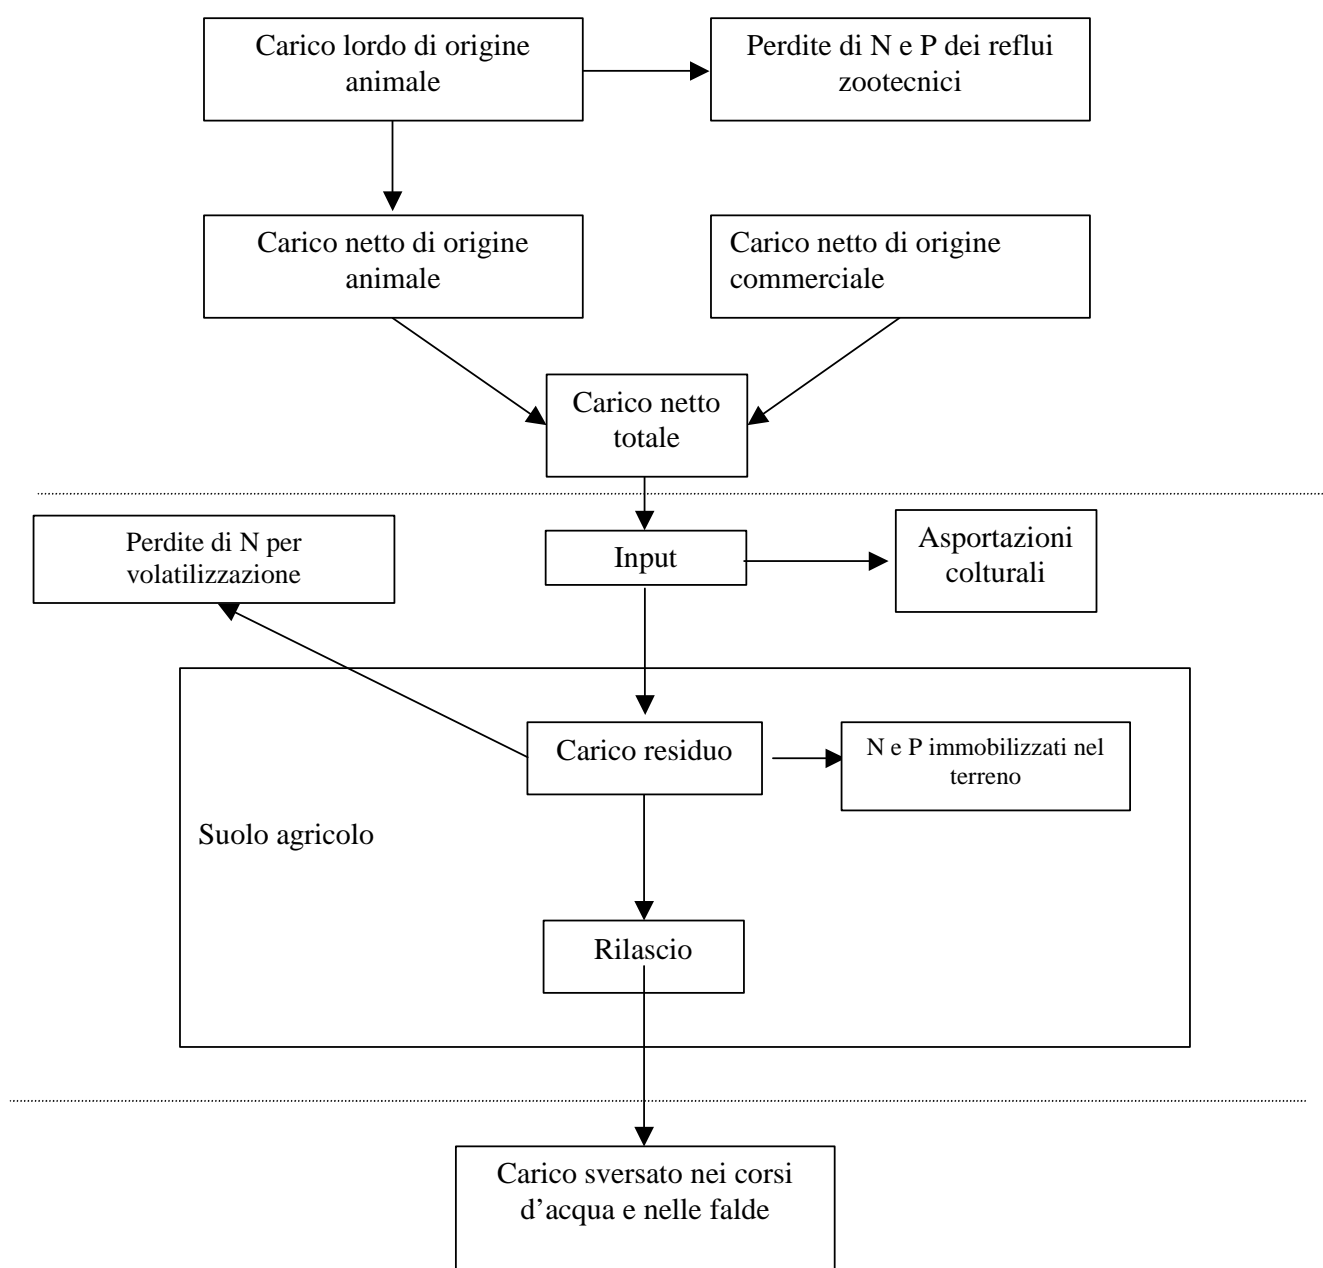 Carico lordo di origine
animale
Perdite di N e P dei reflui
zootecnici
Carico netto di origine
animale
Carico netto di origine
commerciale
Carico netto
totale
Perdite di N per
volatilizzazione
Input
Asportazioni
colturali
Carico residuo
N e P immobilizzati nel
terreno
Suolo agricolo
Rilascio
Carico sversato nei corsi
d’acqua e nelle falde